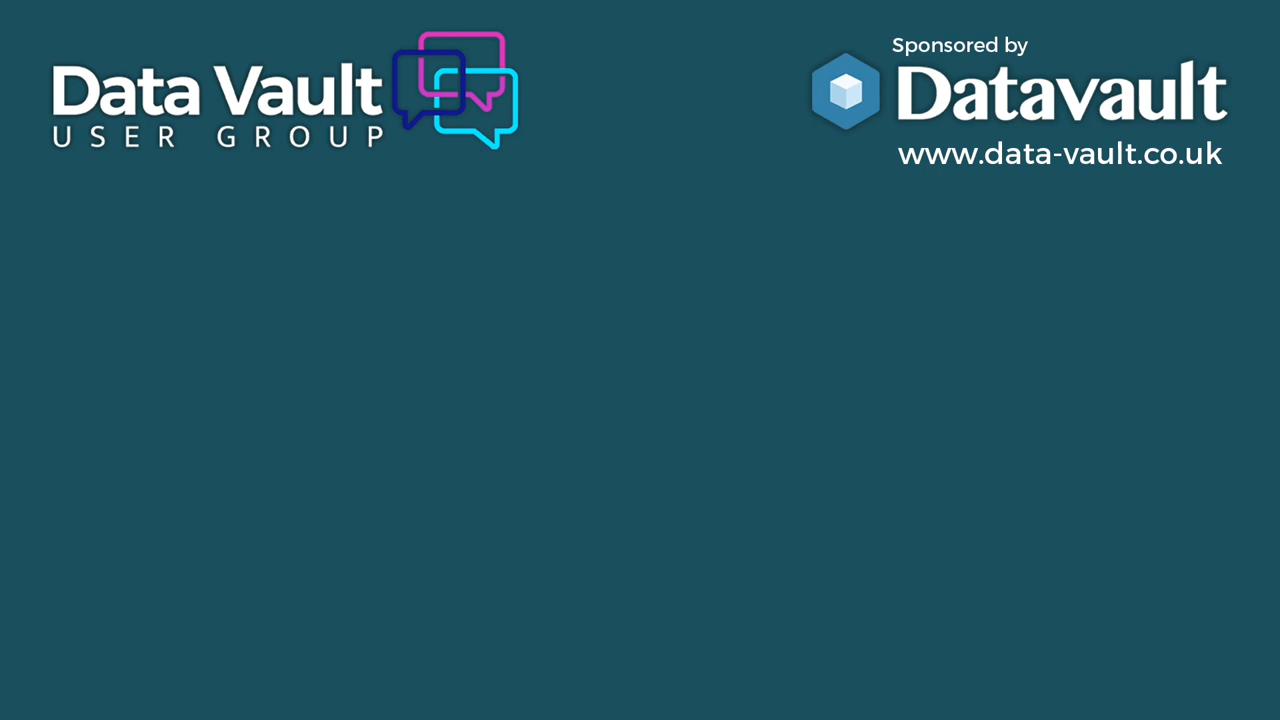 Data Vault
USER GROUP
Sponsored by
Datavault
www.data-vault.co.uk